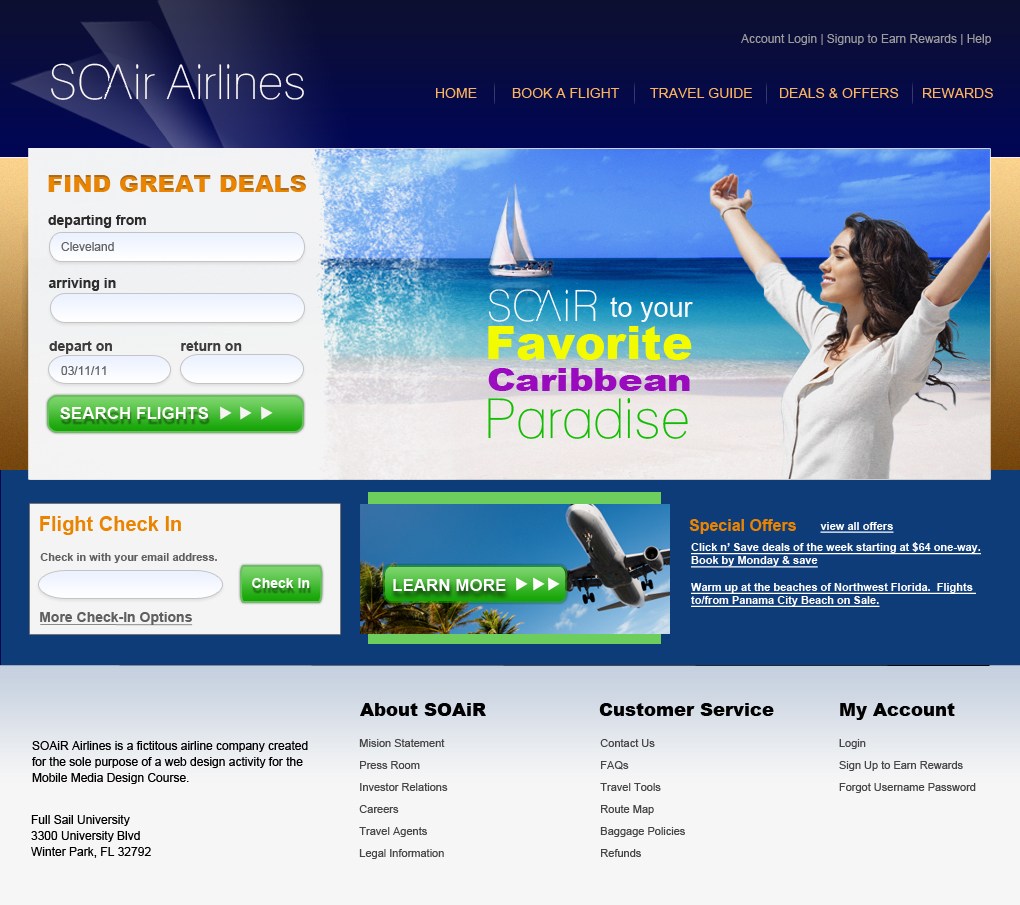 Account Login | Signup to Earn Rewards | Help
SOAir Airlines
HOME BOOK A FLIGHT TRAVEL GUIDE DEALS & OFFERS REWARDS
FIND GREAT DEALS
departing from
Cleveland
arriving in
depart on return on
03/11/11
SEARCH FLIGHTS
SOAiR to your
Favorite
Caribbean
Paradise
Flight Check In
Check in with your email address.
Check In
More Check-In Options
LEARN MORE
Special Offers view all offers
Click n' Save deals of the week starting at $64 one-way.
Book by Monday & save
Warm up at the beaches of Northwest Florida. Flights
to/from Panama City Beach on Sale.
SOAiR Airlines is a fictitous airline company created
for the sole purpose of a web design activity for the
Mobile Media Design Course.
Full Sail University
3300 University Blvd
Winter Park, FL 32792
About SOAiR
Mision Statement
Press Room
Investor Relations
Careers
Travel Agents
Legal Information
Customer Service
Contact Us
FAQs
Travel Tools
Route Map
Baggage Policies
Refunds
My Account
Login
Sign Up to Earn Rewards
Forgot Username Password